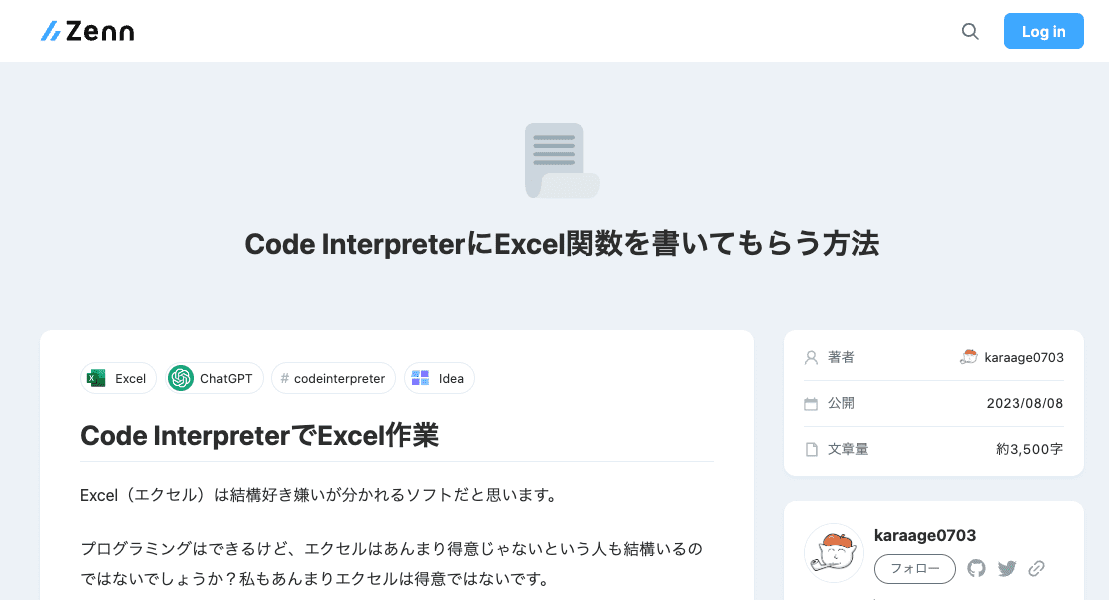 Zenn
Log in
Code InterpreterにExcel関数を書いてもらう方法
Excel
ChatGPT
# codeinterpreter
Idea
Code InterpreterでExcel作業
Excel（エクセル）は結構好き嫌いが分かれるソフトだと思います。
プログラミングはできるけど、エクセルはあんまり得意じゃないという人も結構いるの
ではないでしょうか？私もあんまりエクセルは得意ではないです。
著者 karaage0703
公開 2023/08/08
文章量 約3,500字
karaage0703
フォロー